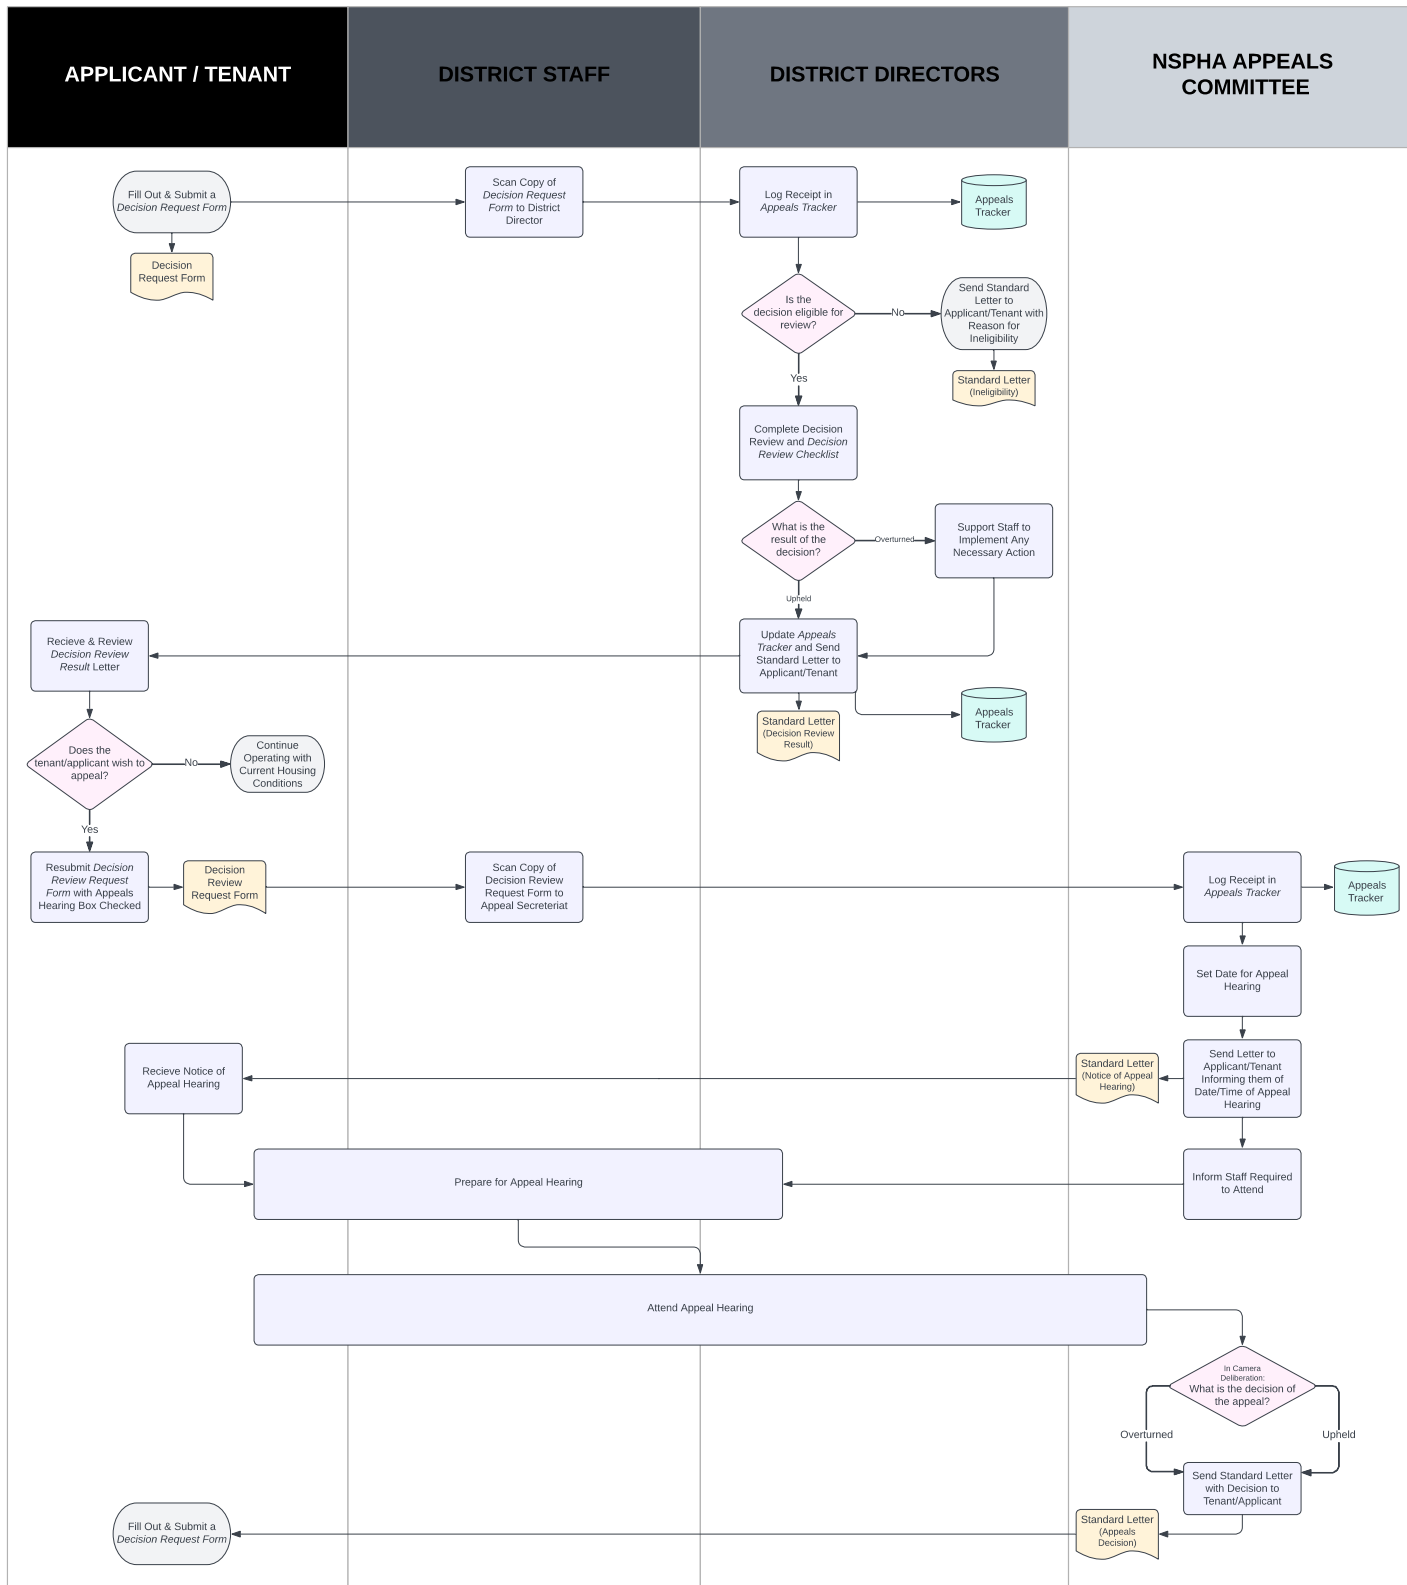 APPLICANT / TENANT
DISTRICT STAFF
DISTRICT DIRECTORS
NSPHA APPEALS
COMMITTEE
Fill Out & Submit a
Decision Request Form
Decision
Request Form
Scan Copy of
Decision Request
Form to District
Director
Log Receipt in
Appeals Tracker
Appeals
Tracker
Is the
decision eligible for
review?
No
Send Standard
Letter to
Applicant/Tenant with
Reason for
Ineligibility
Standard Letter
(Ineligibility)
Yes
Complete Decision
Review and Decision
Review Checklist
What is the
result of the
decision?
Overturned
Support Staff to
Implement Any
Necessary Action
Upheld
Update Appeals
Tracker and Send
Standard Letter to
Applicant/Tenant
Standard Letter
(Decision Review
Result)
Appeals
Tracker
Recieve & Review
Decision Review
Result Letter
Does the
tenant/applicant wish to
appeal?
No
Continue
Operating with
Current Housing
Conditions
Yes
Resubmit Decision
Review Request
Form with Appeals
Hearing Box Checked
Decision
Review
Request Form
Scan Copy of
Decision Review
Request Form to
Appeal Secreteriat
Log Receipt in
Appeals Tracker
Appeals
Tracker
Set Date for Appeal
Hearing
Send Letter to
Applicant/Tenant
Informing them of
Date/Time of Appeal
Hearing
Standard Letter
(Notice of Appeal
Hearing)
Recieve Notice of
Appeal Hearing
Inform Staff Required
to Attend
Prepare for Appeal Hearing
Attend Appeal Hearing
In Camera
Deliberation:
What is the decision of
the appeal?
Overturned
Upheld
Send Standard Letter
with Decision to
Tenant/Applicant
Standard Letter
(Appeals
Decision)
Fill Out & Submit a
Decision Request Form